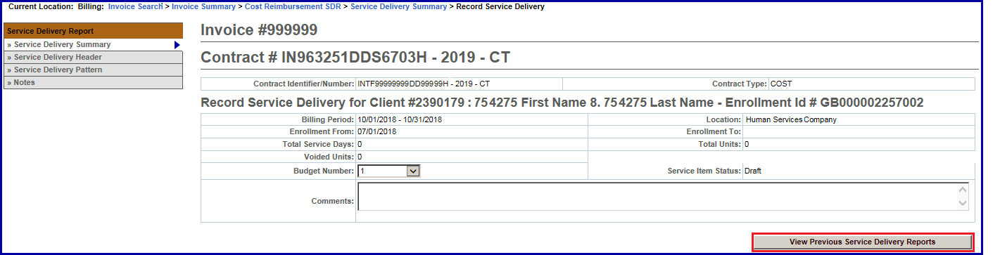 Current Location: Billing: Invoice Search > Invoice Summary > Cost Reimbursement SDR > Service Delivery Summary > Record Service Delivery
Service Delivery Report
» Service Delivery Summary
» Service Delivery Header
» Service Delivery Pattern
» Notes
Invoice #999999
Contract # IN963251DDS6703H - 2019 - CT
Contract Identifier/Number: INTF99999999DD99999H - 2019 - CT Contract Type: COST
Record Service Delivery for Client #2390179 : 754275 First Name 8. 754275 Last Name - Enrollment Id # GB000002257002
Billing Period: 10/01/2018 - 10/31/2018 Location: Human Services Company
Enrollment From: 07/01/2018 Enrollment To:
Total Service Days: 0 Total Units: 0
Voided Units: 0
Budget Number: 1 Service Item Status: Draft
Comments:
View Previous Service Delivery Reports